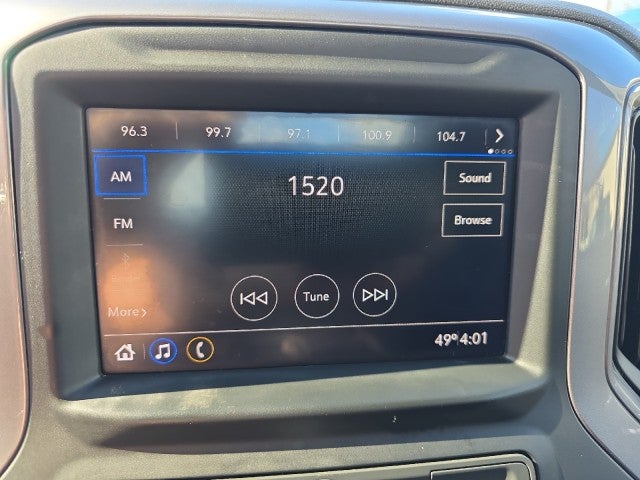 96.3 99.7 97.1 100.9 104.7
AM
1520
Sound
FM
Browse
Tune
More
49° 4:01